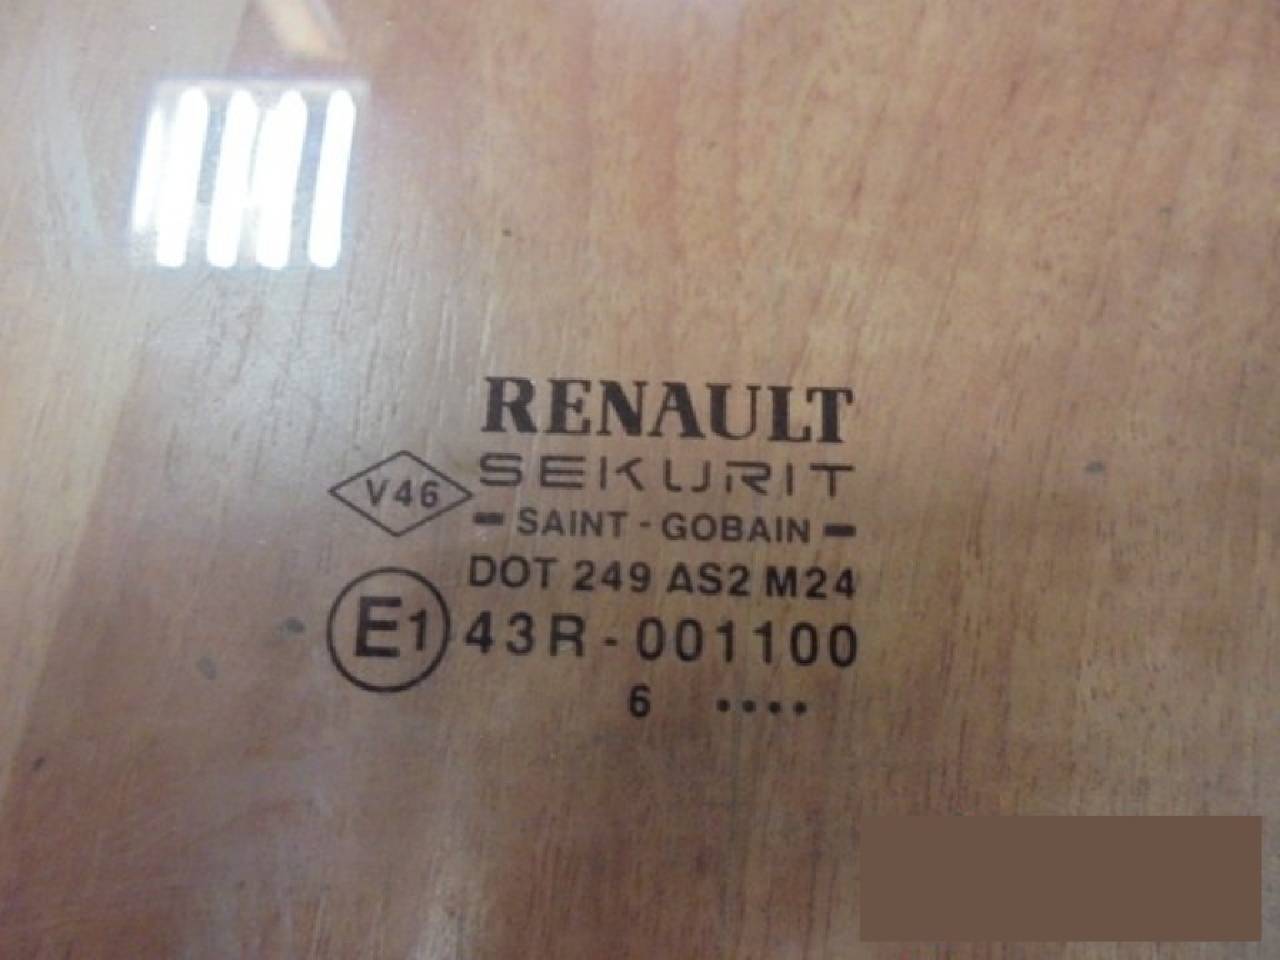 RENAULT
V46
SEKURIT
SAINT-GOBAIN
DOT 249 AS2 M24
E1
43R-001100
6 ....